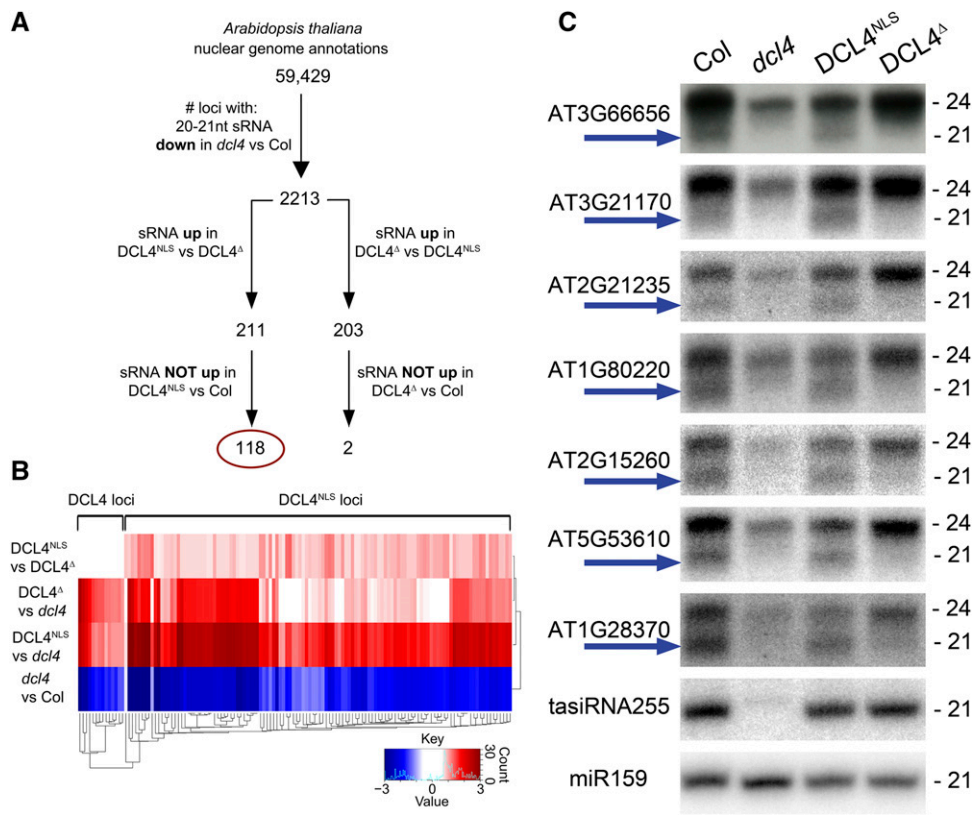 A
Arabidopsis thaliana
nuclear genome annotations
59,429
# loci with:
20-21nt sRNA
down in dcl4 vs Col
2213
sRNA up in
DCL4NLS vs DCL4Δ
sRNA up in
DCL4Δ vs DCL4NLS
211
203
sRNA NOT up in
DCL4NLS vs Col
sRNA NOT up in
DCL4Δ vs Col
118
2
B
DCL4 loci
DCL4NLS loci
DCL4NLS
vs DCL4Δ
DCL4Δ
vs dcl4
DCL4NLS
vs dcl4
dcl4
vs Col
Key
0
30
Count
−3
0
3
Value
C
Col
dcl4
DCL4NLS
DCL4Δ
AT3G66656
- 24
- 21
AT3G21170
- 24
- 21
AT2G21235
- 24
- 21
AT1G80220
- 24
- 21
AT2G15260
- 24
- 21
AT5G53610
- 24
- 21
AT1G28370
- 24
- 21
tasiRNA255
- 21
miR159
- 21